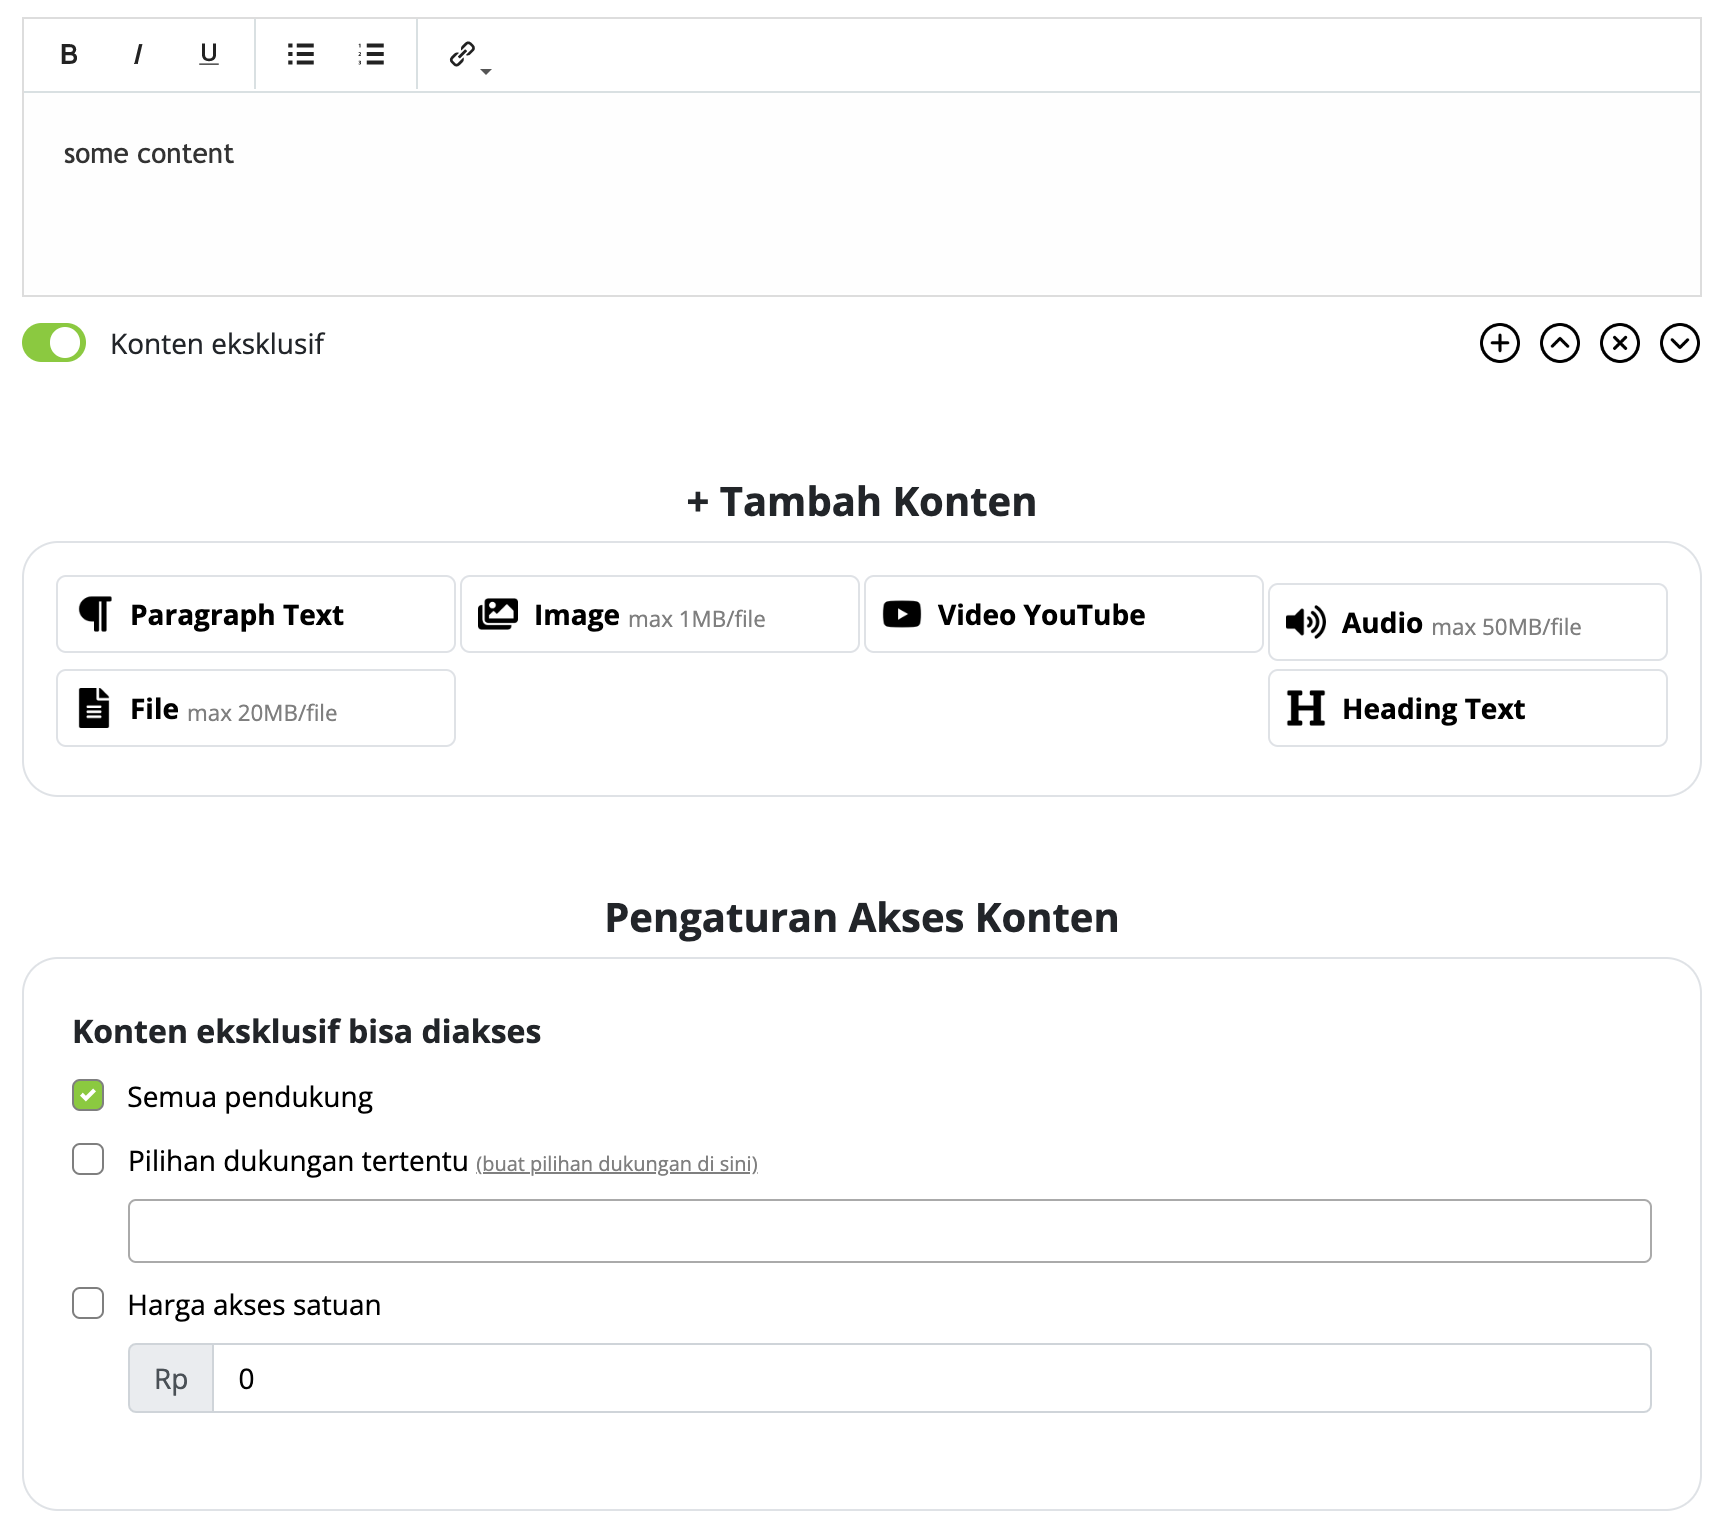 B I U
some content
Konten eksklusif
+ Tambah Konten
Paragraph Text
Image max 1MB/file
Video YouTube
Audio max 50MB/file
File max 20MB/file
Heading Text
Pengaturan Akses Konten
Konten eksklusif bisa diakses
Semua pendukung
Pilihan dukungan tertentu (buat pilihan dukungan di sini)
Harga akses satuan
Rp 0